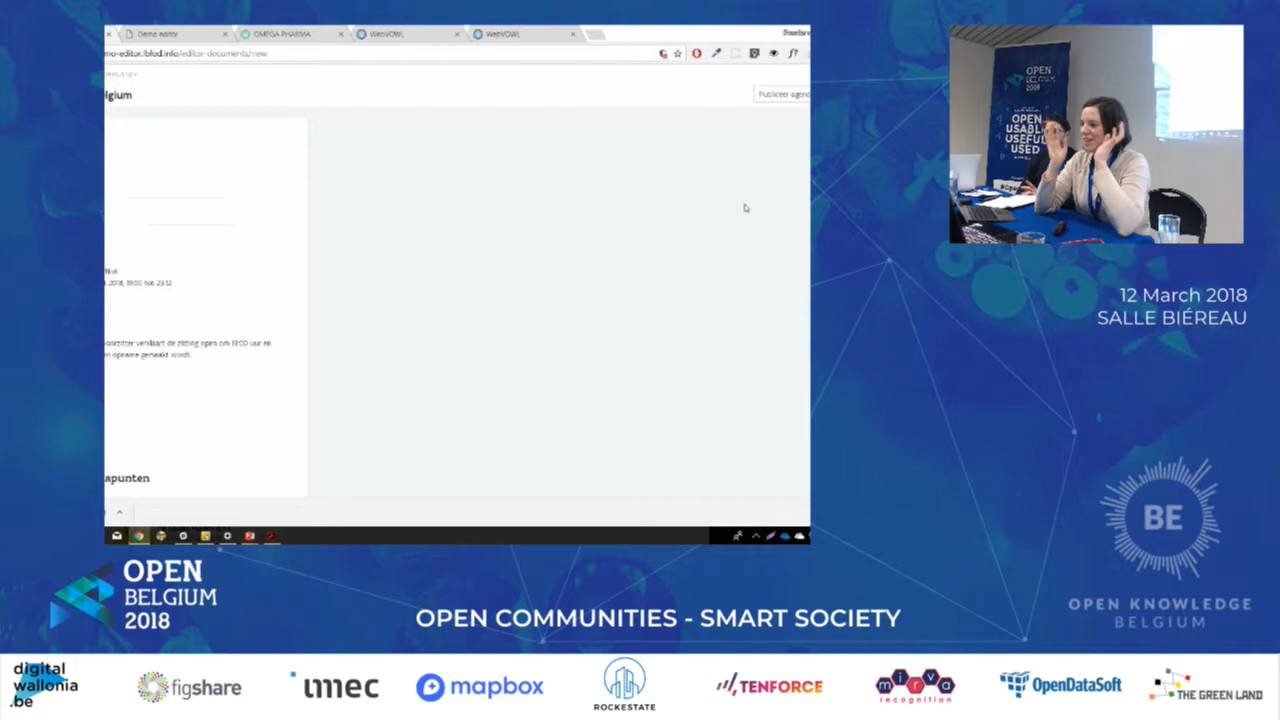 Demo editor
OMEGA PHARMA
WebVOWL
WebVOWL
mo-editor.lblod.info/editor-documents/new
f?
lgium
Publiceer agen
2018, 19:00 tot 23:12
oorzitter verklaart de zitting open om 19:00 uur en
n opname gemaakt wordt.
apunten
OPEN
BELGIUM
2018
OPEN
USABLE
USEFUL
USED
12 March 2018
SALLE BIÉREAU
BE
OPEN KNOWLEDGE
BELGIUM
OPEN
BELGIUM
2018
OPEN COMMUNITIES - SMART SOCIETY
digital
wallonia
.be
figshare
imec
mapbox
ROCKESTATE
TENFORCE
mirva
recognition
OpenDataSoft
THE GREEN LAND